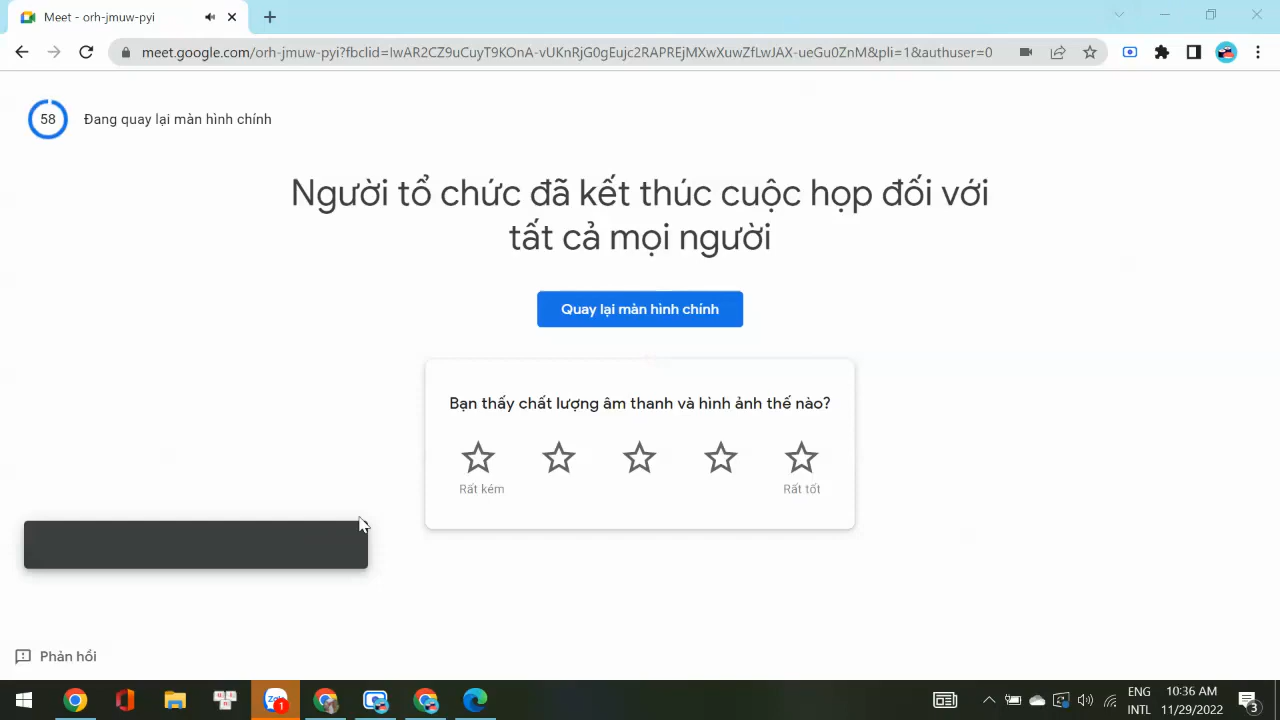 Meet - orh-jmuw-pyi
meet.google.com/orh-jmuw-pyi?fbclid=IwAR2CZ9uCuyT9KOnA-vUKnRjG0gEujc2RAPREjMXwXuwZfLwJAX-ueGu0ZnM&pli=1&authuser=0
58
Đang quay lại màn hình chính
Người tổ chức đã kết thúc cuộc họp đối với
tất cả mọi người
Quay lại màn hình chính
Bạn thấy chất lượng âm thanh và hình ảnh thế nào?
Rất kém
Rất tốt
Phản hồi
Zalo
1
ENG
INTL
10:36 AM
11/29/2022
3